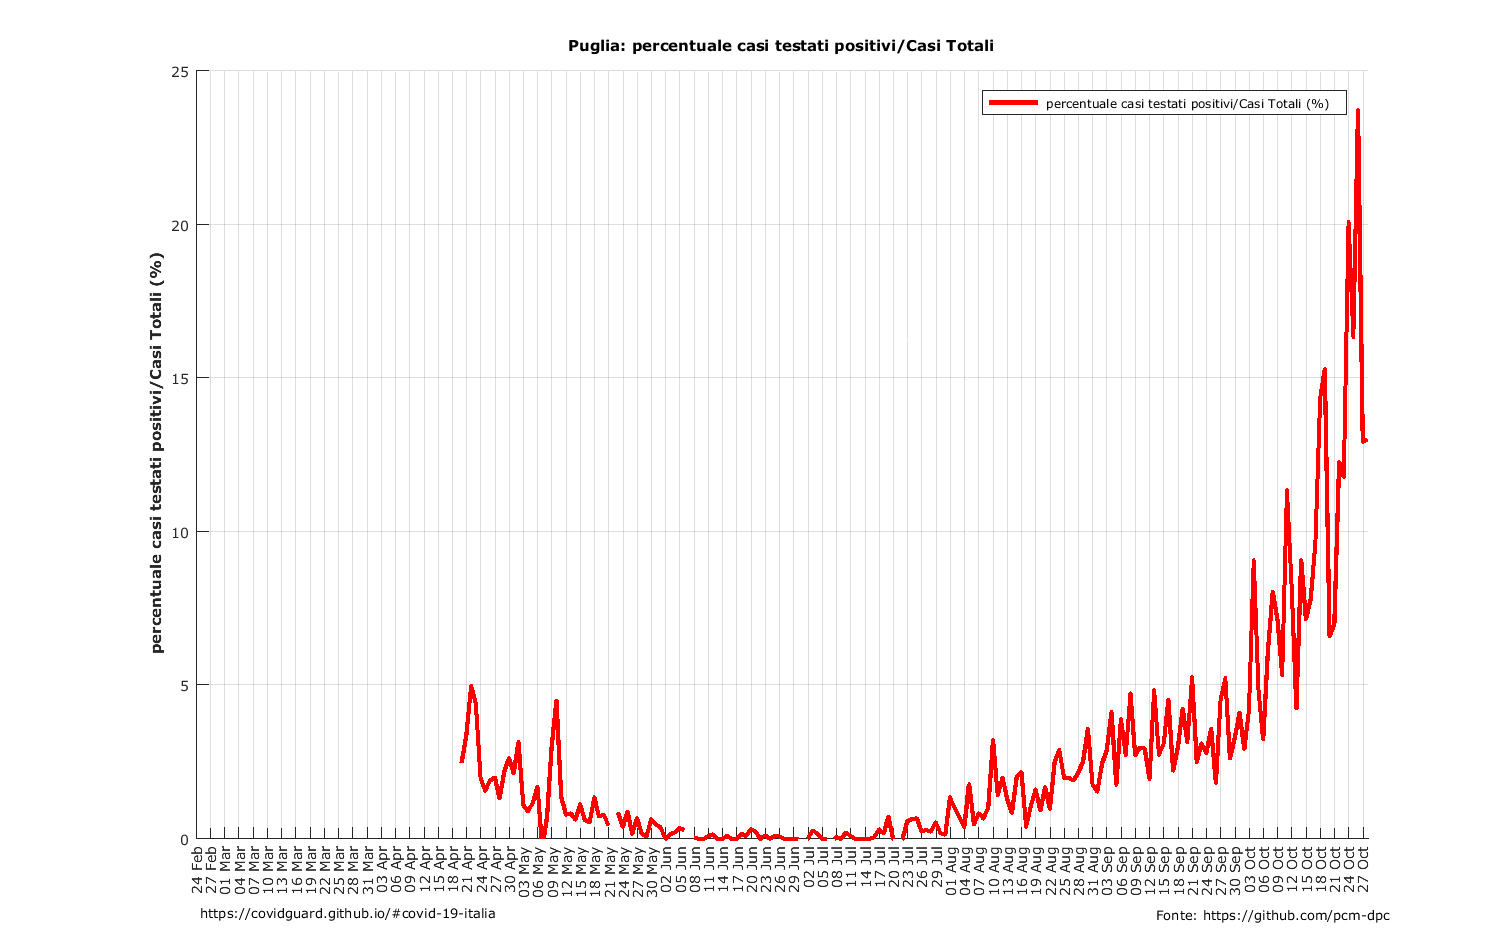 Puglia: percentuale casi testati positivi/Casi Totali
percentuale casi testati positivi/Casi Totali (%)
percentuale casi testati positivi/Casi Totali (%)
25
20
15
10
5
0
24 Feb
27 Feb
01 Mar
04 Mar
07 Mar
10 Mar
13 Mar
16 Mar
19 Mar
22 Mar
25 Mar
28 Mar
31 Mar
03 Apr
06 Apr
09 Apr
12 Apr
15 Apr
18 Apr
21 Apr
24 Apr
27 Apr
30 Apr
03 May
06 May
09 May
12 May
15 May
18 May
21 May
24 May
27 May
30 May
02 Jun
05 Jun
08 Jun
11 Jun
14 Jun
17 Jun
20 Jun
23 Jun
26 Jun
29 Jun
02 Jul
05 Jul
08 Jul
11 Jul
14 Jul
17 Jul
20 Jul
23 Jul
26 Jul
29 Jul
01 Aug
04 Aug
07 Aug
10 Aug
13 Aug
16 Aug
19 Aug
22 Aug
25 Aug
28 Aug
31 Aug
03 Sep
06 Sep
09 Sep
12 Sep
15 Sep
18 Sep
21 Sep
24 Sep
27 Sep
30 Sep
03 Oct
06 Oct
09 Oct
12 Oct
15 Oct
18 Oct
21 Oct
24 Oct
27 Oct
https://covidguard.github.io/#covid-19-italia
Fonte: https://github.com/pcm-dpc